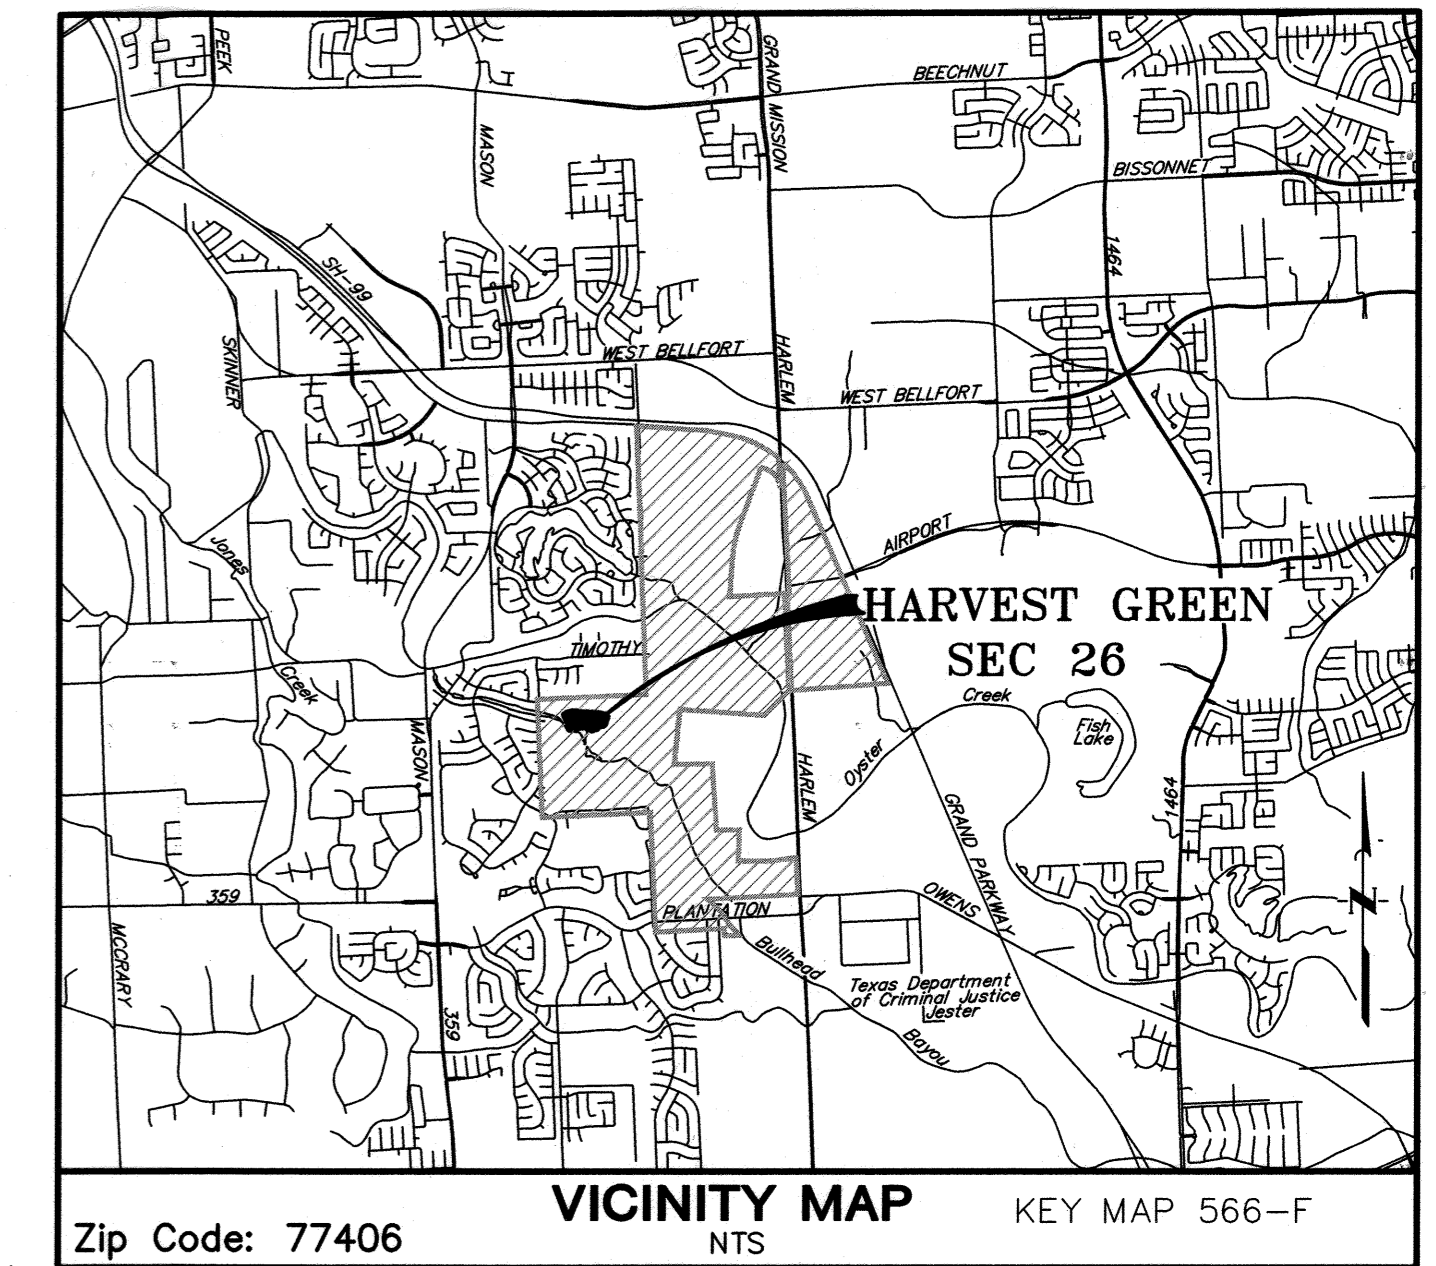 PEEK
GRAND MISSION
BEECHNUT
MASON
BISSONNET
1464
SH-99
SKINNER
WEST BELLFORT
HARLEM
WEST BELLFORT
AIRPORT
Jones
Creek
HARVEST GREEN
SEC 26
TIMOTHY
Creek
Fish
Lake
MASON
HARLEM
Oyster
GRAND PARKWAY
1464
359
PLANTATION
OWENS
N
MCCRARY
Bullhead
Bayou
Texas Department
of Criminal Justice
Jester
359
VICINITY MAP
NTS
KEY MAP 566-F
Zip Code: 77406